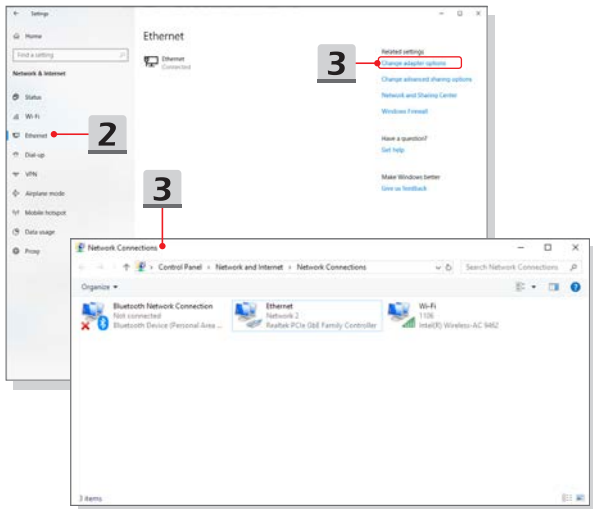 Settings
Home
Find a setting
Network & Internet
Status
Wi-Fi
Ethernet
Dial-up
VPN
Airplane mode
Mobile hotspot
Data usage
Proxy
2
Ethernet
Ethernet
Connected
3
Related settings
Change adapter options
Change advanced sharing options
Network and Sharing Center
Windows Firewall
Have a question?
Get help
Make Windows better
Give us feedback
3
Network Connections
Control Panel › Network and Internet › Network Connections
Search Network Connections
Organize
Bluetooth Network Connection
Not connected
Bluetooth Device (Personal Area ...
Ethernet
Network 2
Realtek PCIe GbE Family Controller
Wi-Fi
1106
Intel(R) Wireless-AC 9462
3 items